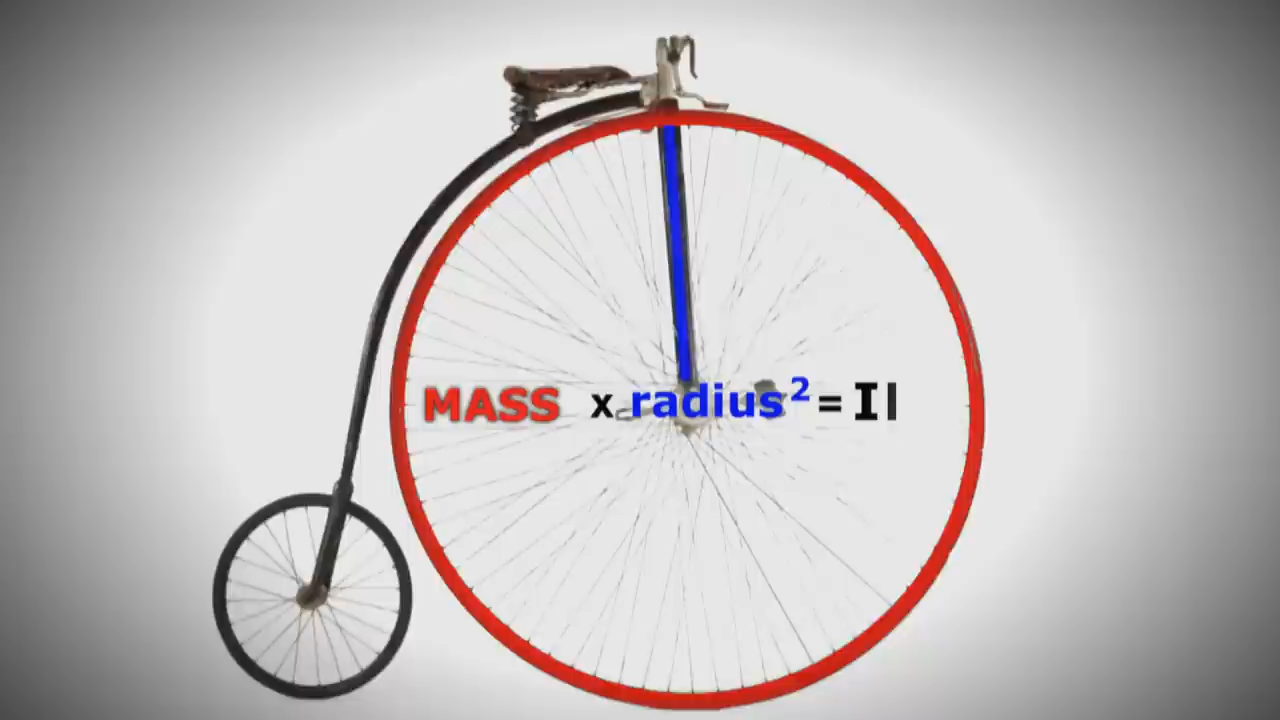 MASS x radius² = I